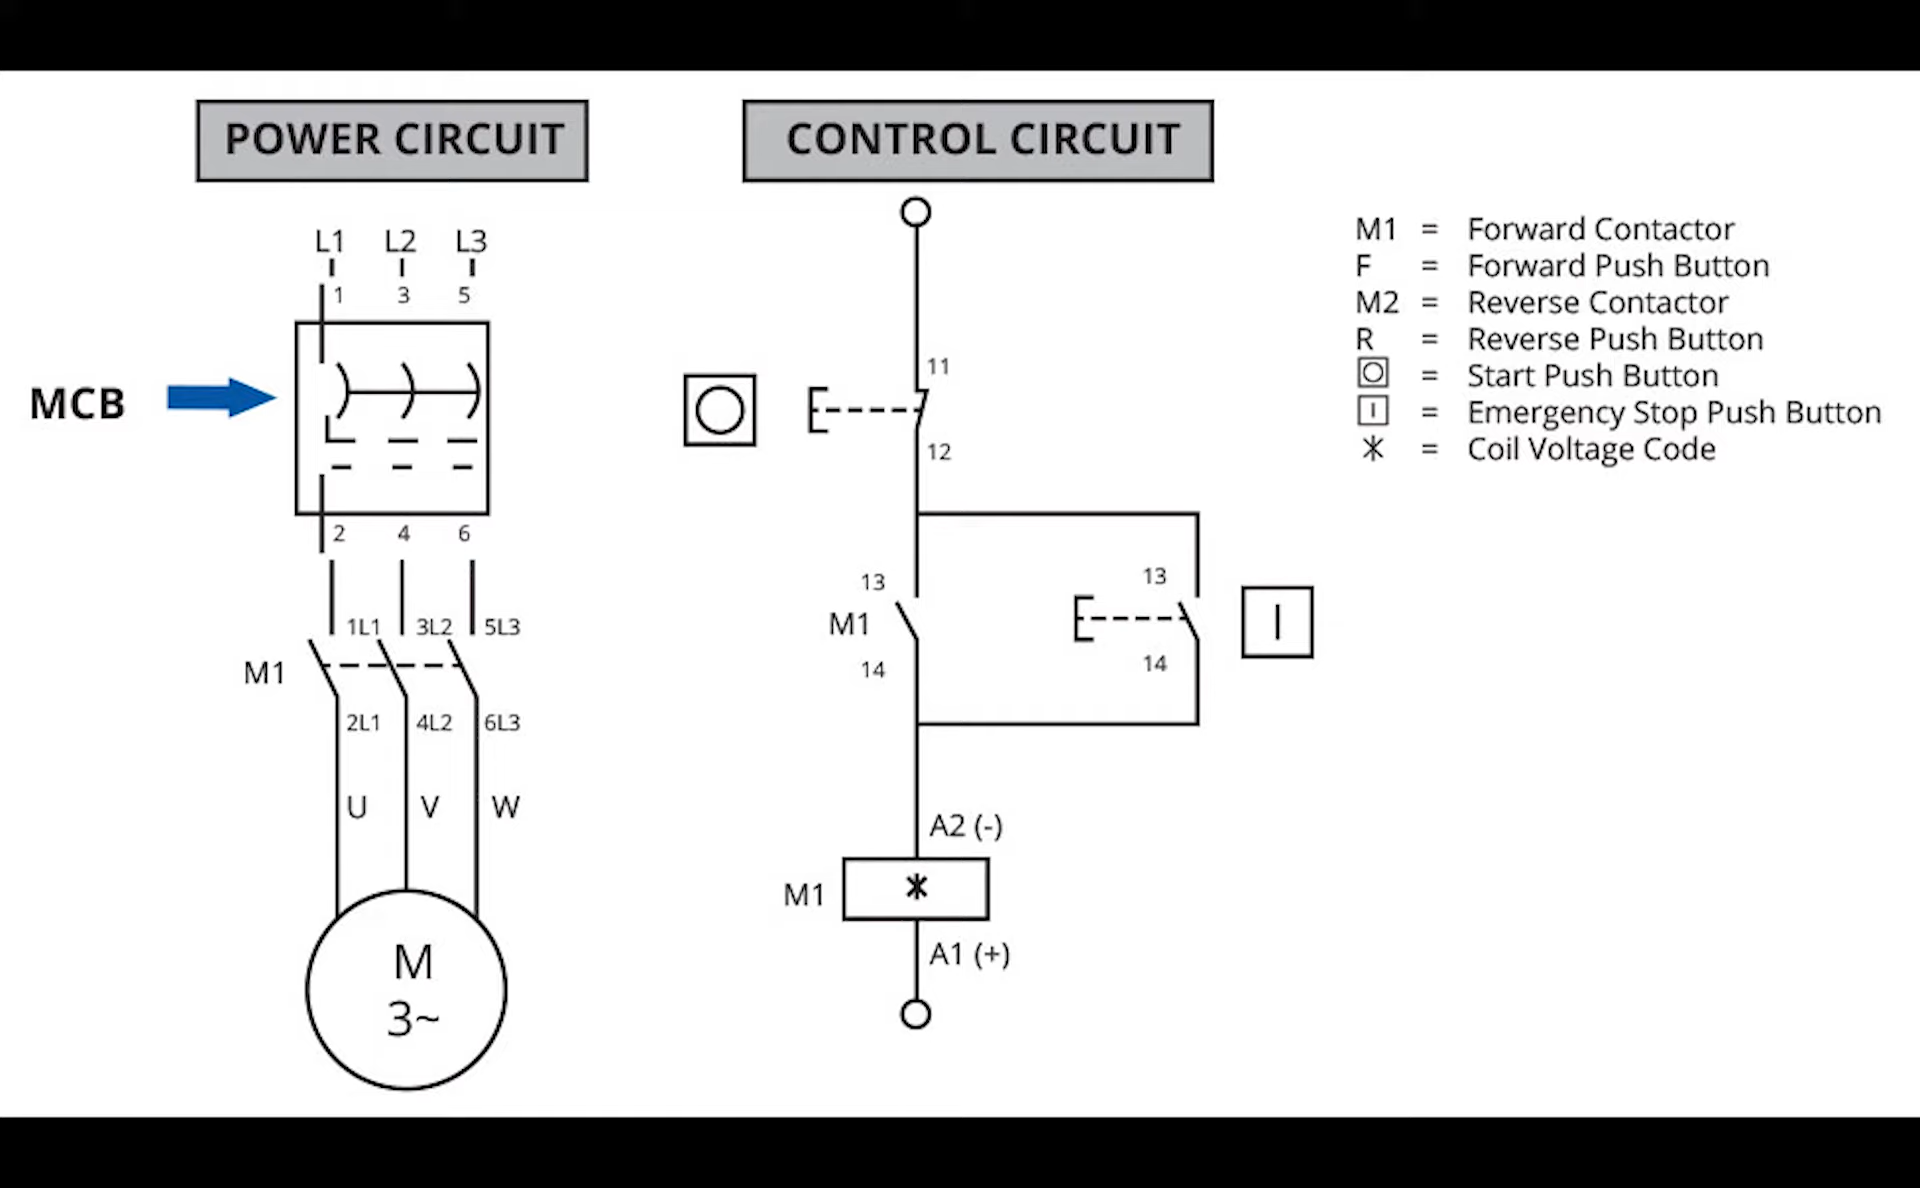 POWER CIRCUIT
CONTROL CIRCUIT
L1 L2 L3
1 3 5
MCB
2 4 6
1L1 3L2 5L3
M1
2L1 4L2 6L3
U V W
M
3~
11
12
13
M1
14
13
14
I
A2 (-)
M1 *
A1 (+)
M1 = Forward Contactor
F = Forward Push Button
M2 = Reverse Contactor
R = Reverse Push Button
O = Start Push Button
I = Emergency Stop Push Button
* = Coil Voltage Code